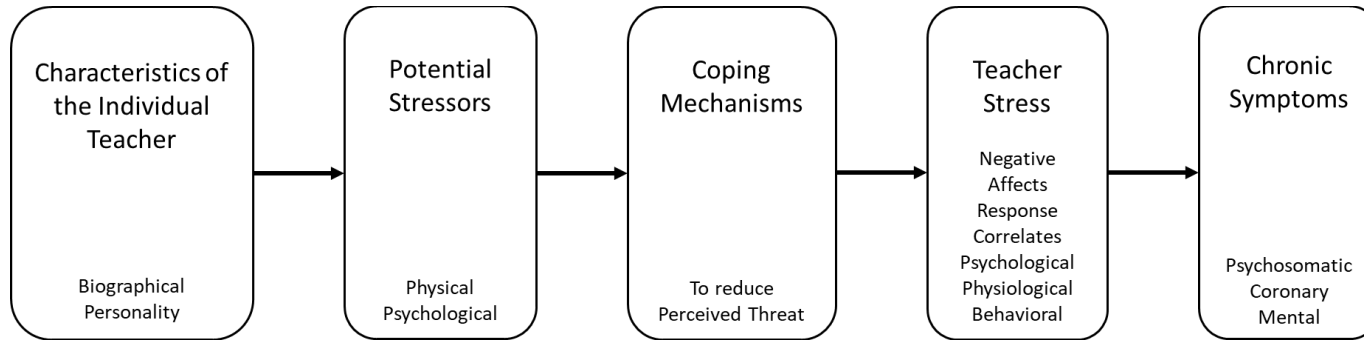 Characteristics of
the Individual
Teacher
Biographical
Personality
Potential
Stressors
Physical
Psychological
Coping
Mechanisms
To reduce
Perceived Threat
Teacher
Stress
Negative
Affects
Response
Correlates
Psychological
Physiological
Behavioral
Chronic
Symptoms
Psychosomatic
Coronary
Mental